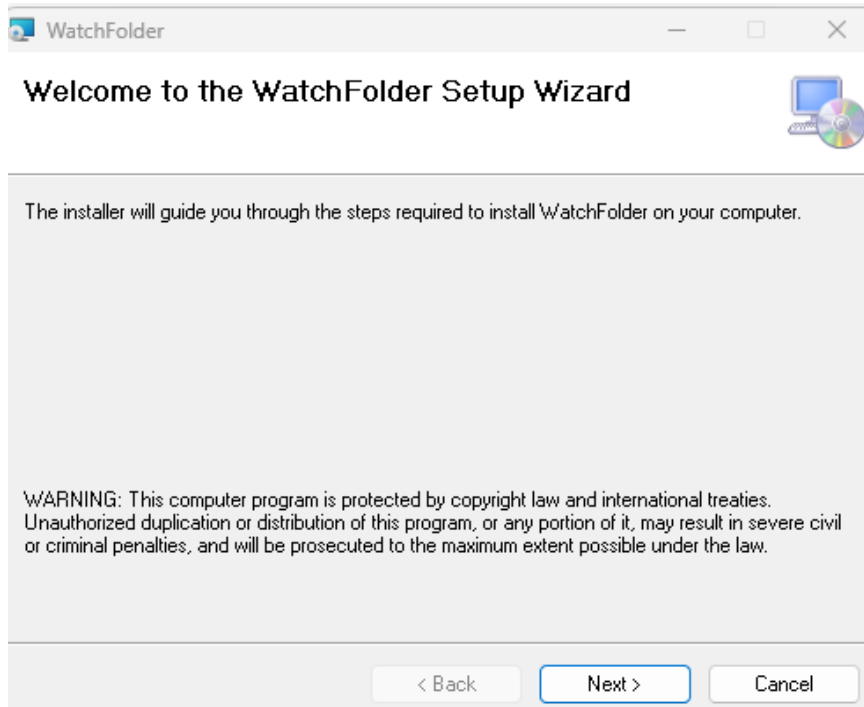 WatchFolder
Welcome to the WatchFolder Setup Wizard
The installer will guide you through the steps required to install WatchFolder on your computer.
WARNING: This computer program is protected by copyright law and international treaties.
Unauthorized duplication or distribution of this program, or any portion of it, may result in severe civil
or criminal penalties, and will be prosecuted to the maximum extent possible under the law.
< Back Next > Cancel